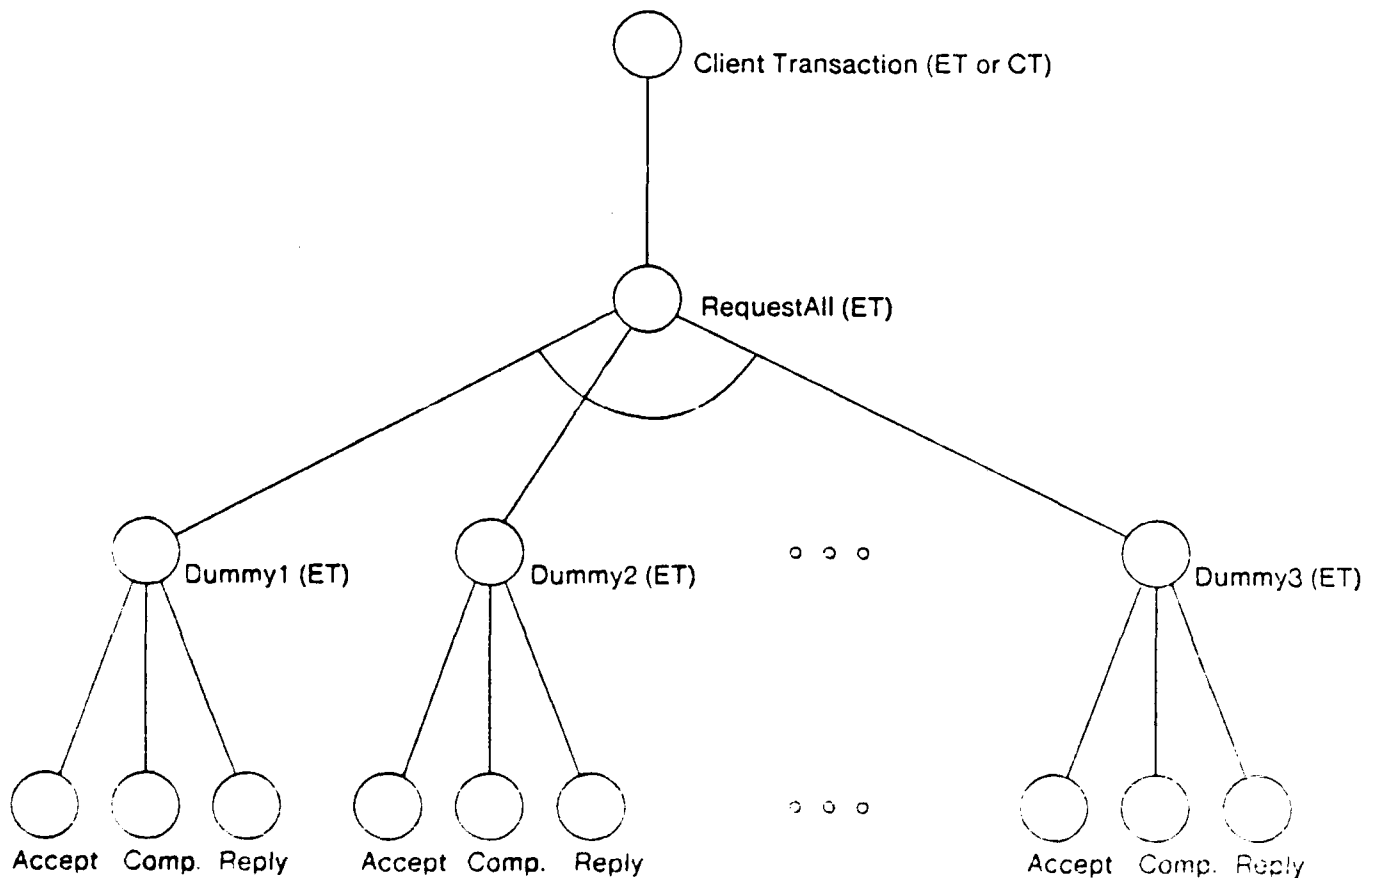 Client Transaction (ET or CT)
RequestAll (ET)
Dummy1 (ET)
Dummy2 (ET)
Dummy3 (ET)
Accept Comp. Reply
Accept Comp. Reply
Accept Comp. Reply